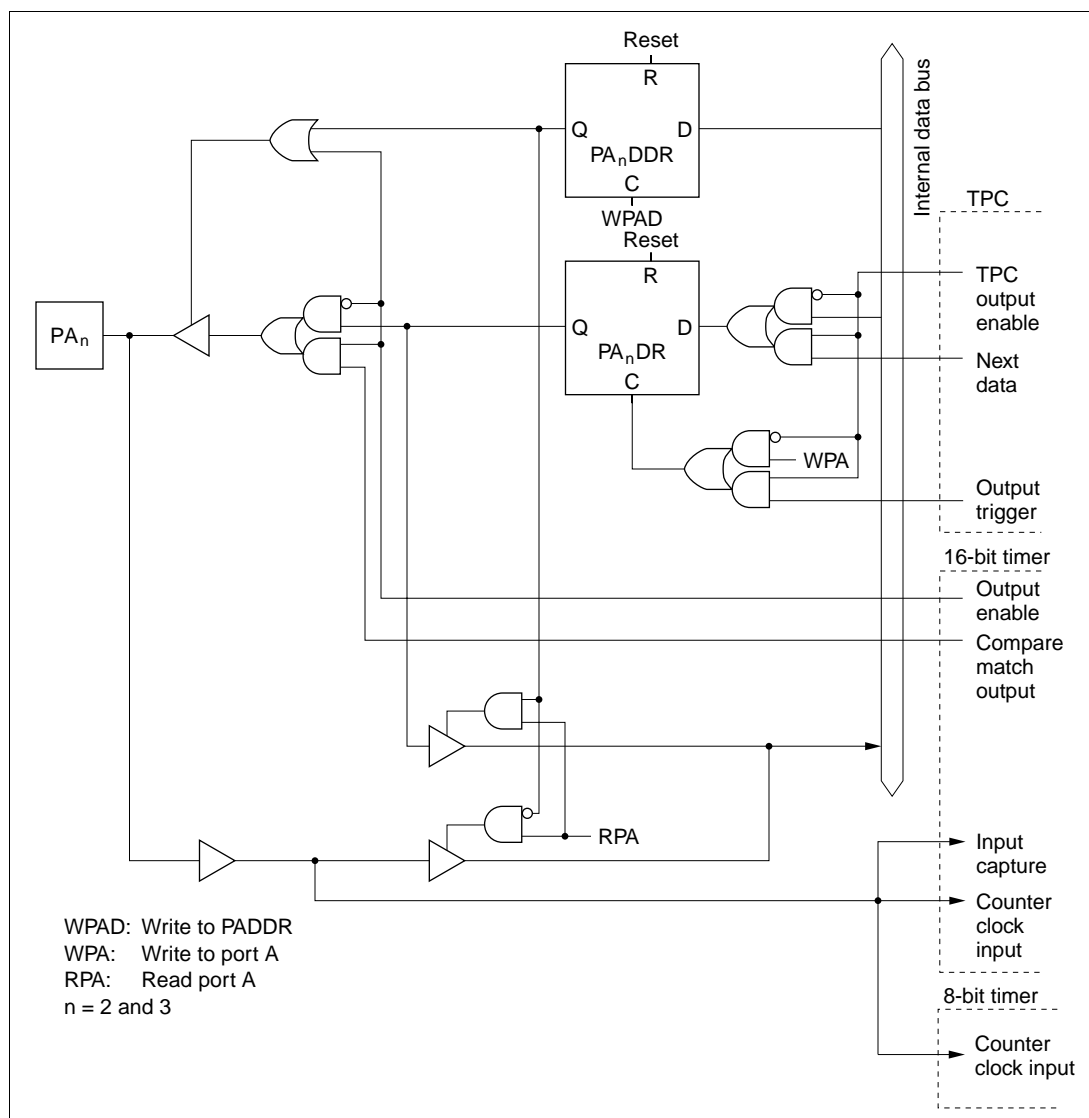 Reset
R
Q
D
PAnDDR
C
WPAD
Reset
R
Q
D
PAnDR
C
PAn
WPA
Internal data bus
TPC
TPC
output
enable
Next
data
Output
trigger
16-bit timer
Output
enable
Compare
match
output
RPA
Input
capture
Counter
clock
input
8-bit timer
Counter
clock input
WPAD: Write to PADDR
WPA: Write to port A
RPA: Read port A
n = 2 and 3